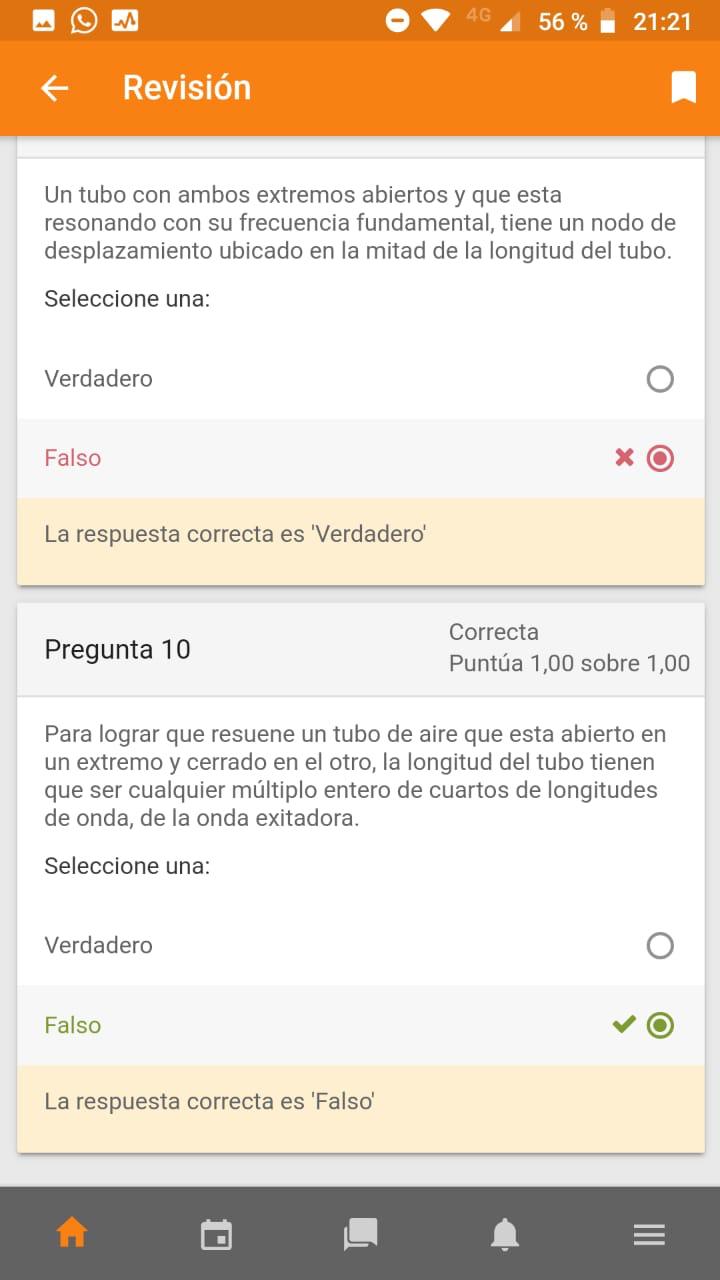 4G 56 % 21:21
Revisión
Un tubo con ambos extremos abiertos y que esta
resonando con su frecuencia fundamental, tiene un nodo de
desplazamiento ubicado en la mitad de la longitud del tubo.
Seleccione una:
Verdadero
Falso
La respuesta correcta es 'Verdadero'
Pregunta 10
Correcta
Puntúa 1,00 sobre 1,00
Para lograr que resuene un tubo de aire que esta abierto en
un extremo y cerrado en el otro, la longitud del tubo tienen
que ser cualquier múltiplo entero de cuartos de longitudes
de onda, de la onda exitadora.
Seleccione una:
Verdadero
Falso
La respuesta correcta es 'Falso'